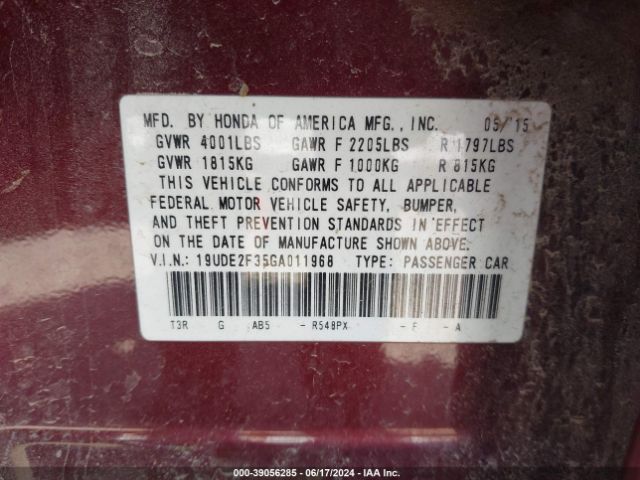 MFD. BY HONDA OF AMERICA MFG., INC. 05/15
GVWR 4001LBS GAWR F 2205LBS R 1797LBS
GVWR 1815KG GAWR F 1000KG R 815KG
THIS VEHICLE CONFORMS TO ALL APPLICABLE
FEDERAL MOTOR VEHICLE SAFETY, BUMPER,
AND THEFT PREVENTION STANDARDS IN EFFECT
ON THE DATE OF MANUFACTURE SHOWN ABOVE.
V.I.N.: 19UDE2F35GA011968 TYPE: PASSENGER CAR
T3R G AB5 - R548PX - F - A
000-39056285 - 06/17/2024 - IAA Inc.